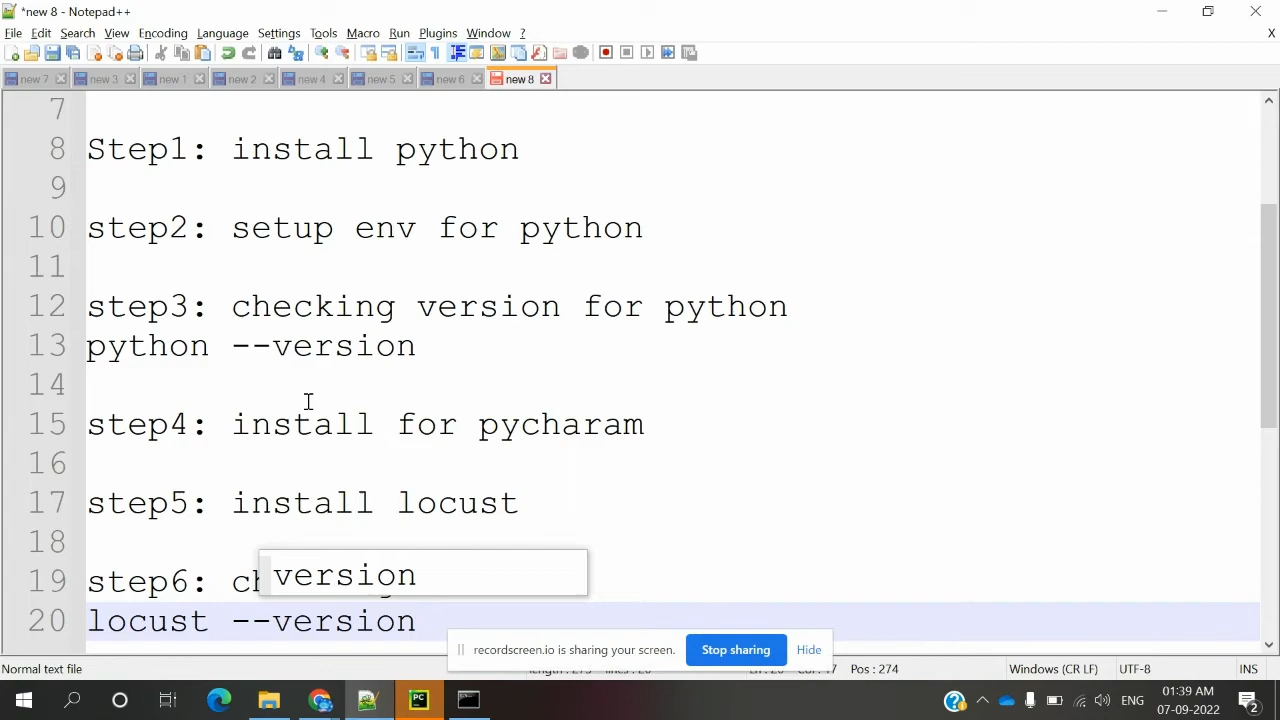 *new 8 - Notepad++
File Edit Search View Encoding Language Settings Tools Macro Run Plugins Window ? X
new 7 new 3 new 1 new 2 new 4 new 5 new 6 new 8
7
8 Step1: install python
9
10 step2: setup env for python
11
12 step3: checking version for python
13 python --version
14
15 step4: install for pycharam
16
17 step5: install locust
18
version
19 step6: ch
20 locust --version
recordscreen.io is sharing your screen. Stop sharing Hide
Normal text file Pos : 274 Windows (CR LF) UTF-8 INS
PC ENG 01:39 AM
07-09-2022 2